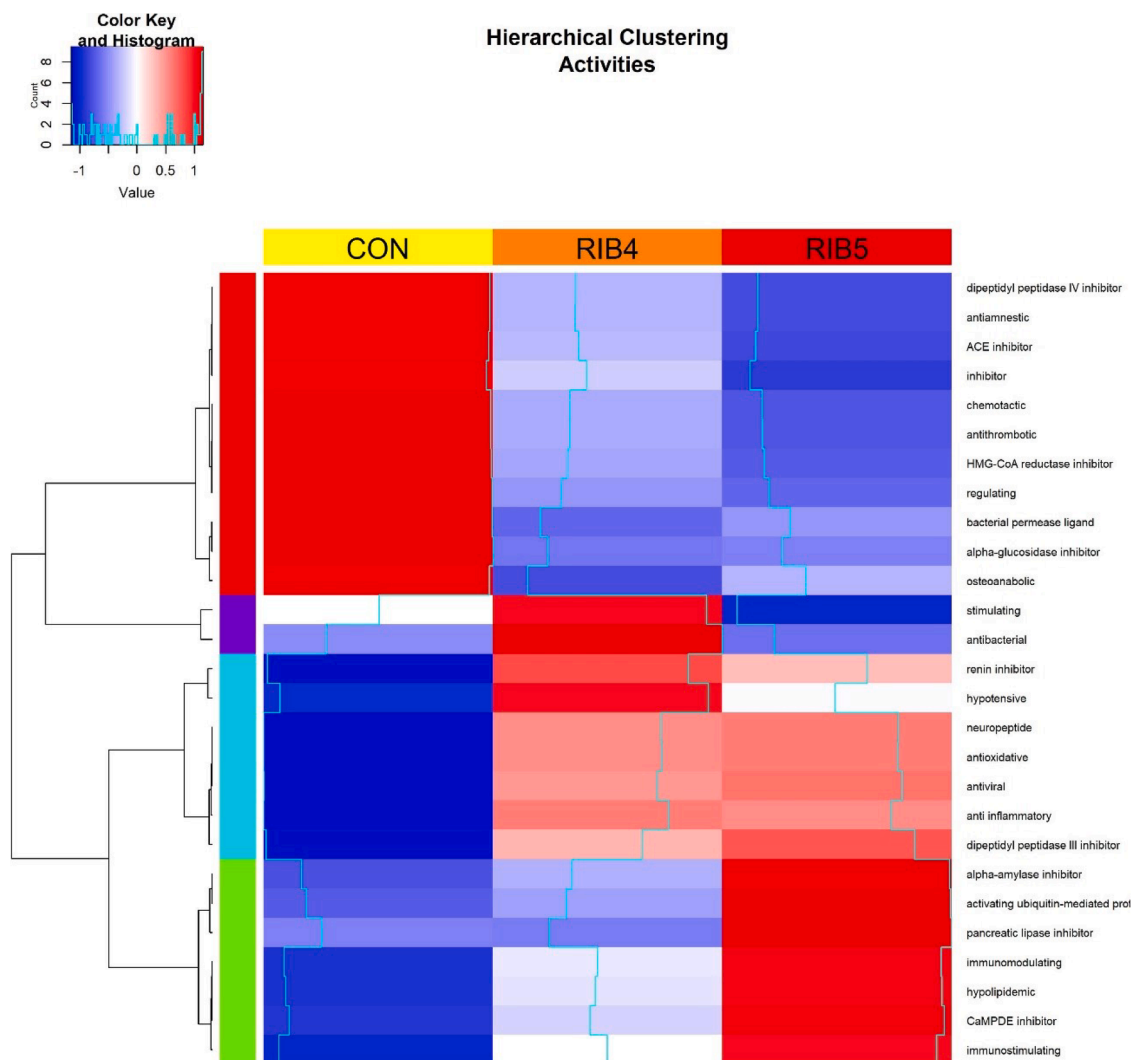 Color Key
and Histogram
Hierarchical Clustering
Activities
Count
0 2 4 6 8
-1 0 0.5 1
Value
CON RIB4 RIB5
dipeptidyl peptidase IV inhibitor
antiamnestic
ACE inhibitor
inhibitor
chemotactic
antithrombotic
HMG-CoA reductase inhibitor
regulating
bacterial permease ligand
alpha-glucosidase inhibitor
osteoanabolic
stimulating
antibacterial
renin inhibitor
hypotensive
neuropeptide
antioxidative
antiviral
anti inflammatory
dipeptidyl peptidase III inhibitor
alpha-amylase inhibitor
activating ubiquitin-mediated prot
pancreatic lipase inhibitor
immunomodulating
hypolipidemic
CaMPDE inhibitor
immunostimulating